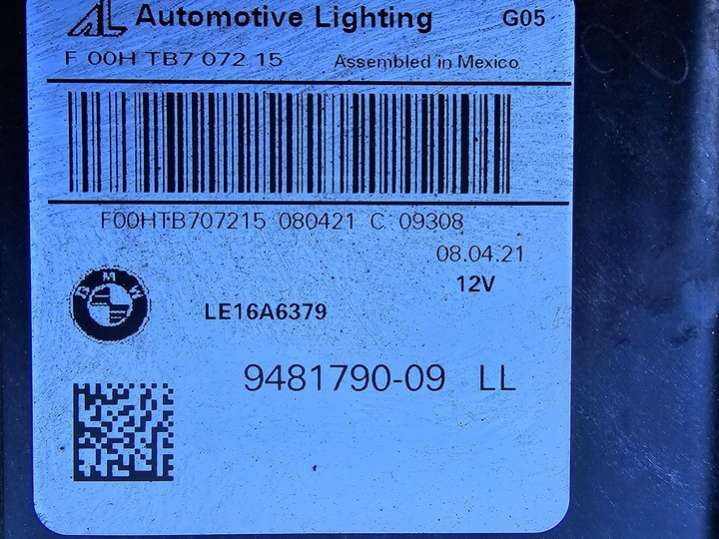 AL Automotive Lighting G05
F 00H TB7 072 15 Assembled in Mexico
F00HTB707215 080421 C 09308
08.04.21
12V
BMW
LE16A6379
9481790-09 LL